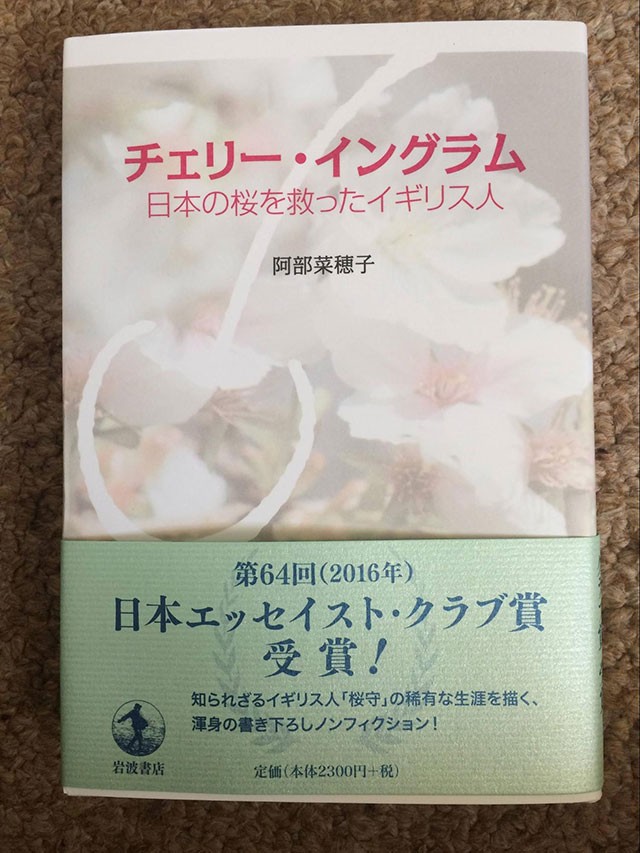 チェリー・イングラム
日本の桜を救ったイギリス人
阿部菜穂子
第64回(2016年)
日本エッセイスト・クラブ賞
受賞！
知られざるイギリス人「桜守」の稀有な生涯を描く、
渾身の書き下ろしノンフィクション！
岩波書店
定価(本体2300円+税)